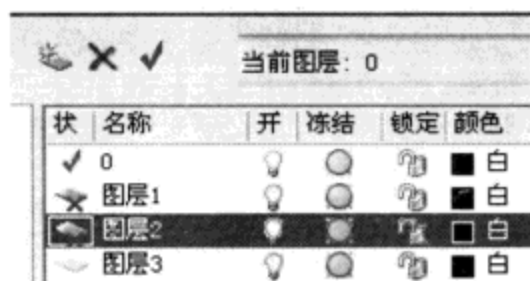 当前图层: 0
状 名称 开 冻结 锁定 颜色
0 白
图层1 白
图层2 白
图层3 白